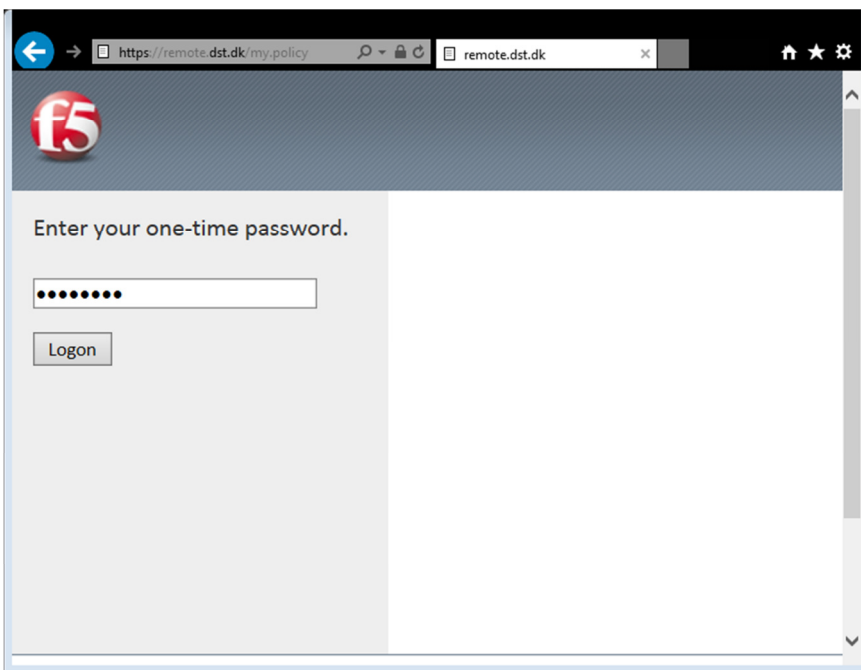 https://remote.dst.dk/my.policy
remote.dst.dk
f5
Enter your one-time password.
Logon